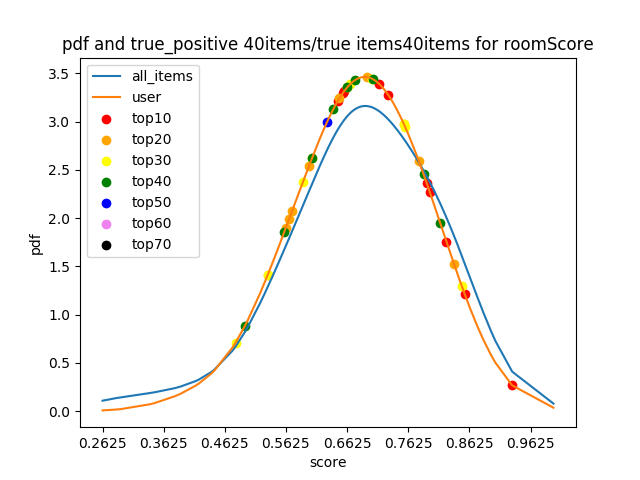 pdf and true_positive 40items/true items40items for roomScore
all_items
user
top10
top20
top30
top40
top50
top60
top70
pdf
3.5
3.0
2.5
2.0
1.5
1.0
0.5
0.0
0.2625 0.3625 0.4625 0.5625 0.6625 0.7625 0.8625 0.9625
score